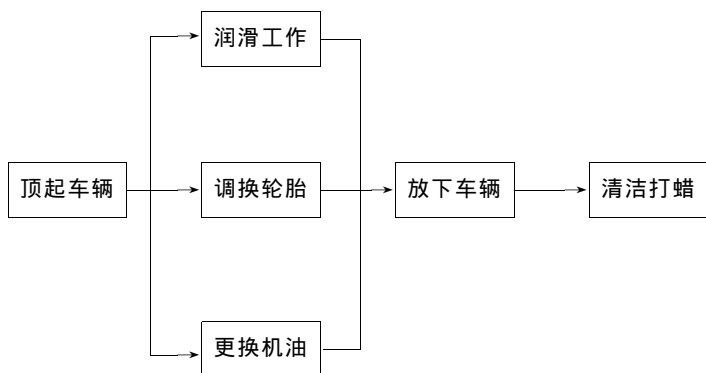 润滑工作
顶起车辆
调换轮胎
放下车辆
清洁打蜡
更换机油